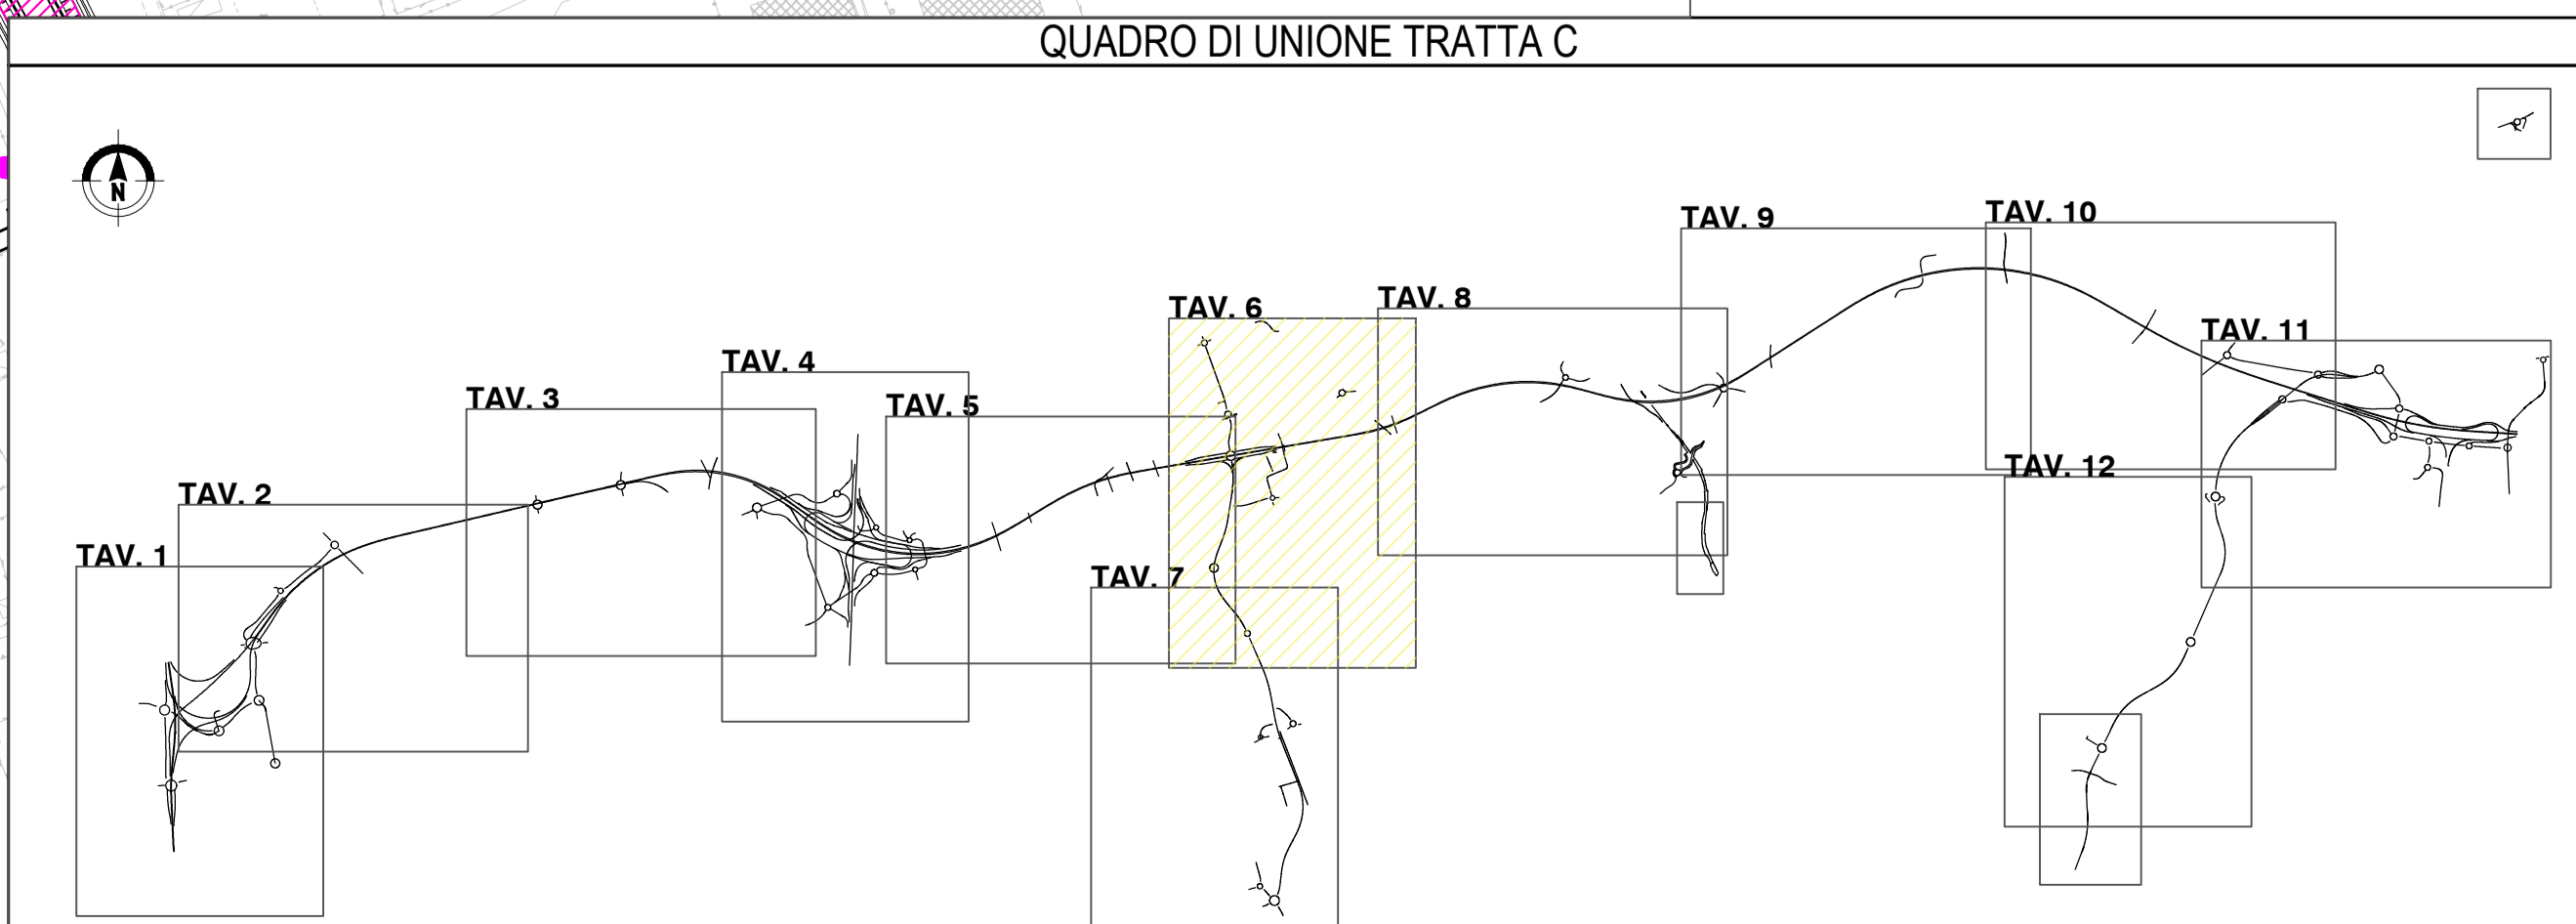 QUADRO DI UNIONE TRATTA C
N
TAV. 9
TAV. 10
TAV. 6
TAV. 8
TAV. 11
TAV. 4
TAV. 3
TAV. 5
TAV. 12
TAV. 2
TAV. 1
TAV. 7